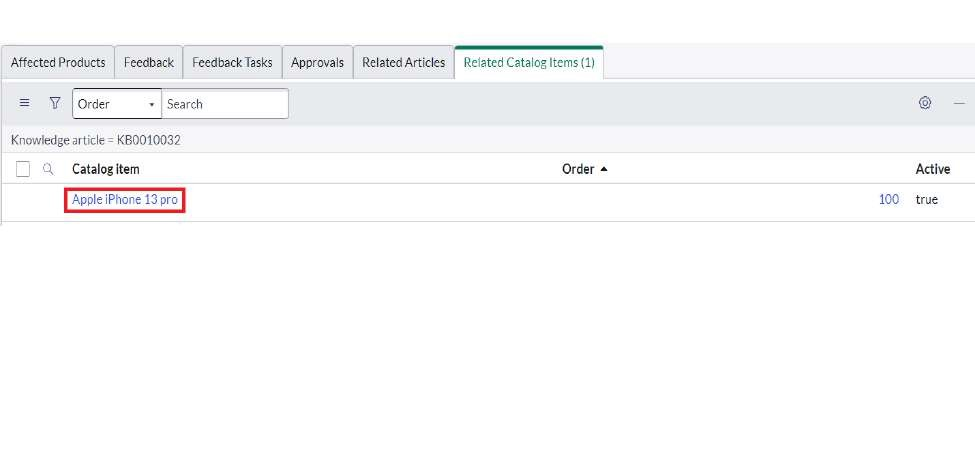 Affected Products Feedback Feedback Tasks Approvals Related Articles Related Catalog Items (1)
Order Search
Knowledge article = KB0010032
Catalog item Order Active
Apple iPhone 13 pro 100 true